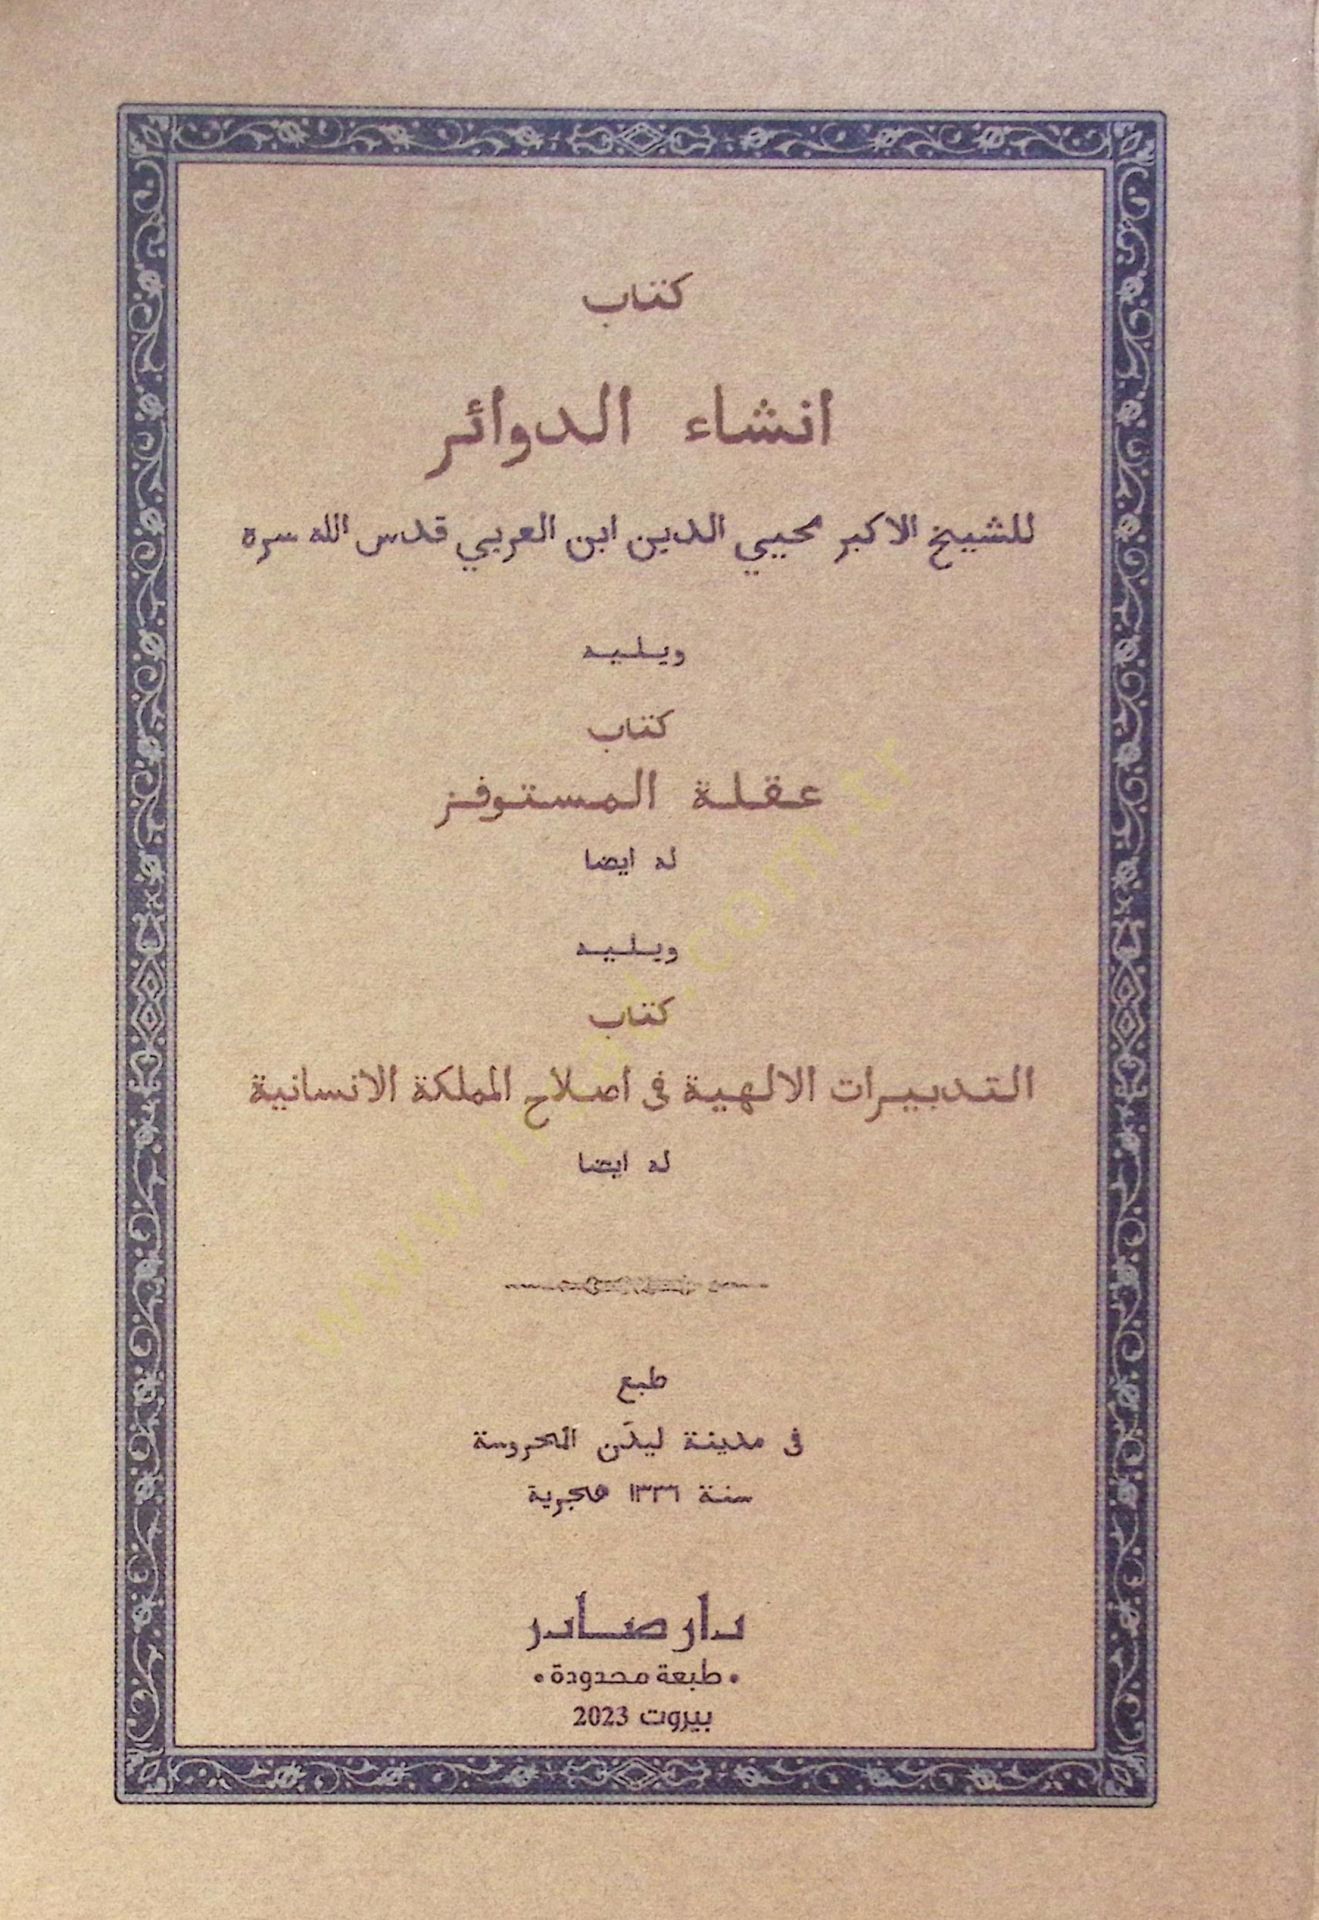 كتاب
انشاء الدوائر
للشيخ الاكبر محيي الدين ابن العربي قدس الله سره
ويليه
كتاب
عقلة المستوفز
له ايضا
ويليه
كتاب
التدبيرات الالهية في اصلاح المملكة الانسانية
له ايضا
طبع
في مدينة ليدن المحروسة
سنة ١٣٣٦ هجرية
دار صادر
• طبعة محدودة •
بيروت 2023